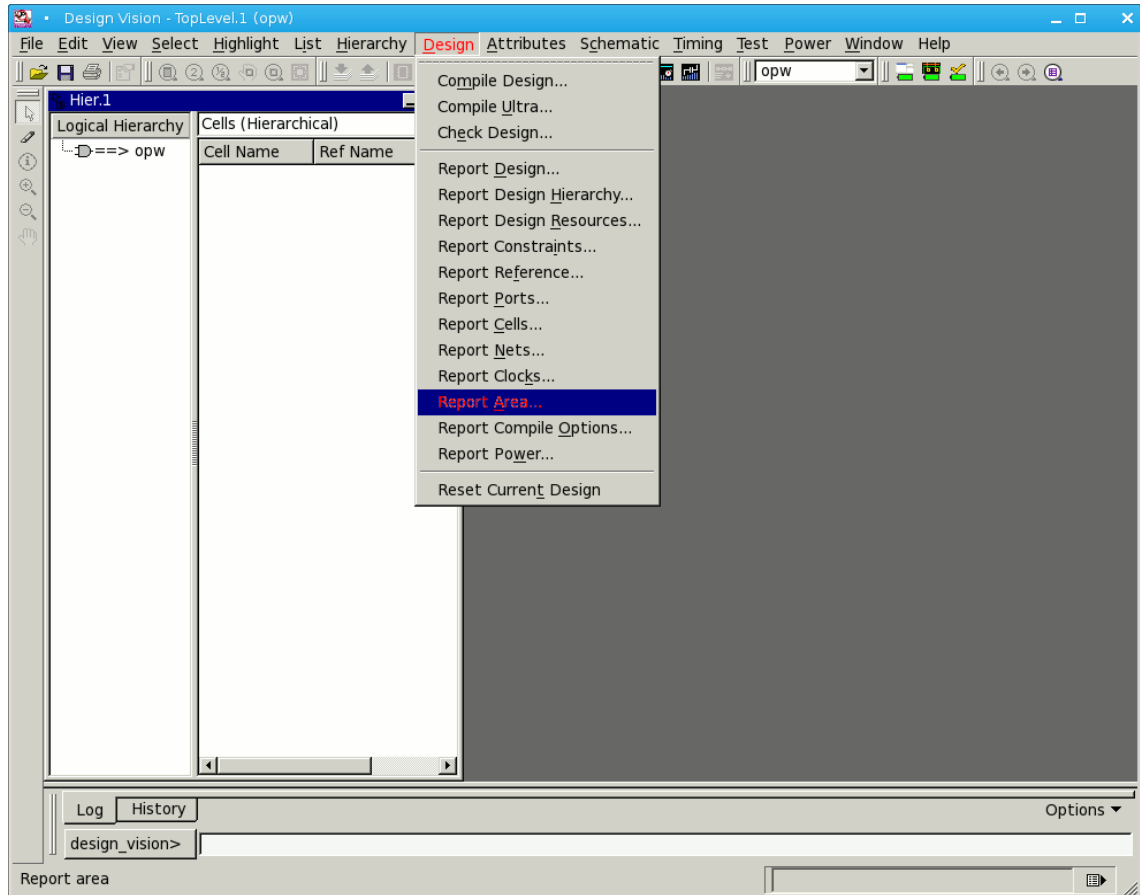 Design Vision - TopLevel.1 (opw)
File Edit View Select Highlight List Hierarchy Design Attributes Schematic Timing Test Power Window Help
opw
Hier.1
Logical Hierarchy
Cells (Hierarchical)
==> opw
Cell Name Ref Name
Compile Design...
Compile Ultra...
Check Design...
Report Design...
Report Design Hierarchy...
Report Design Resources...
Report Constraints...
Report Reference...
Report Ports...
Report Cells...
Report Nets...
Report Clocks...
Report Area...
Report Compile Options...
Report Power...
Reset Current Design
Log History
Options
design_vision>
Report area